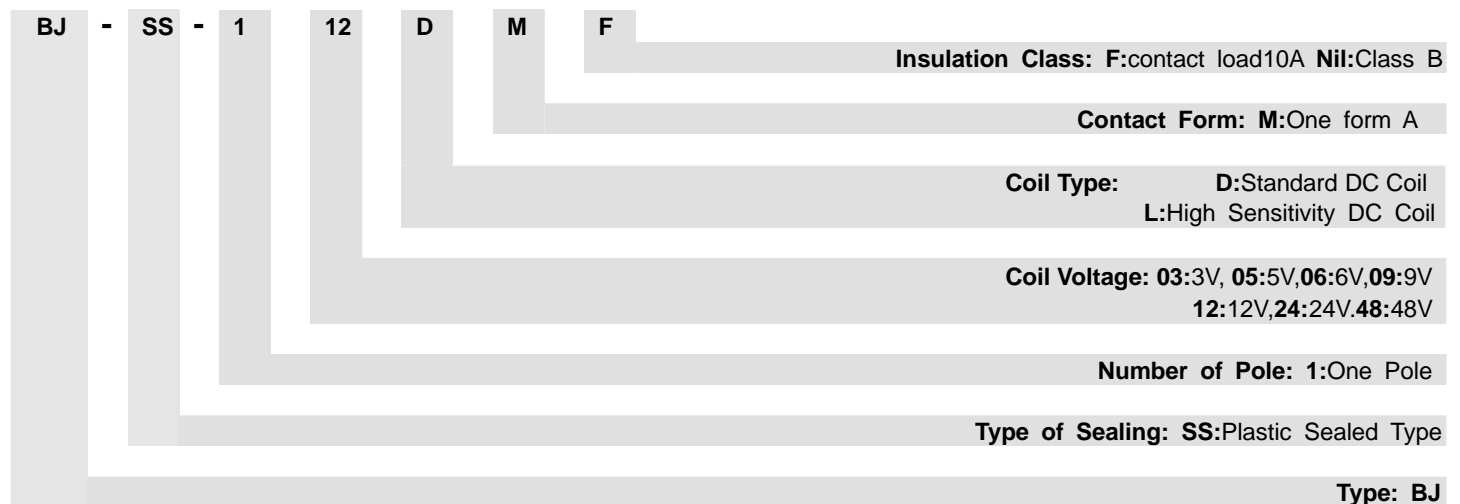 BJ - SS - 1 12 D M F
Insulation Class: F:contact load10A Nil:Class B
Contact Form: M:One form A
Coil Type: D:Standard DC Coil
L:High Sensitivity DC Coil
Coil Voltage: 03:3V, 05:5V,06:6V,09:9V
12:12V,24:24V.48:48V
Number of Pole: 1:One Pole
Type of Sealing: SS:Plastic Sealed Type
Type: BJ